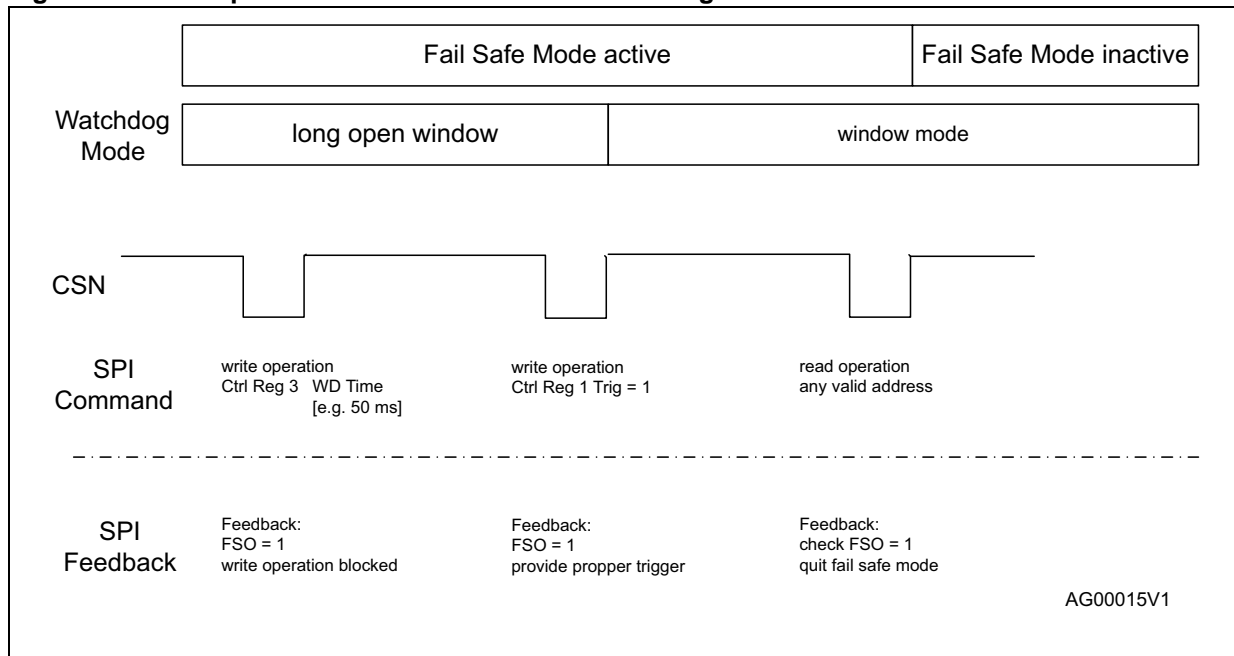 Fail Safe Mode active
Fail Safe Mode inactive
Watchdog
Mode
long open window
window mode
CSN
SPI
Command
write operation
Ctrl Reg 3 WD Time
[e.g. 50 ms]
write operation
Ctrl Reg 1 Trig = 1
read operation
any valid address
SPI
Feedback
Feedback:
FSO = 1
write operation blocked
Feedback:
FSO = 1
provide propper trigger
Feedback:
check FSO = 1
quit fail safe mode
AG00015V1